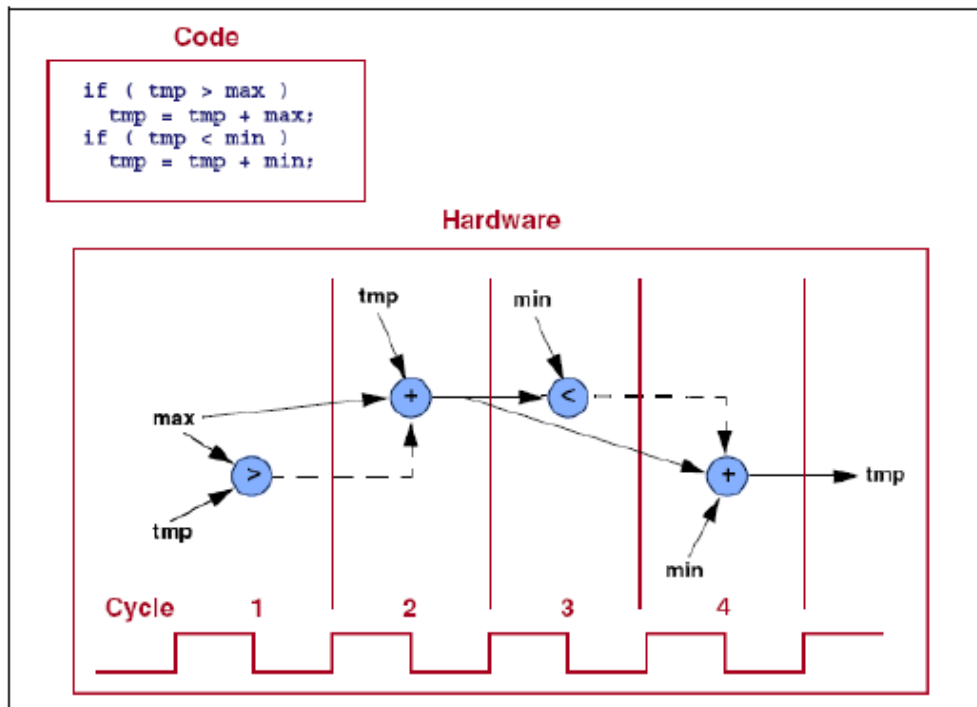 Code
if ( tmp > max )
tmp = tmp + max;
if ( tmp < min )
tmp = tmp + min;
Hardware
tmp
min
+
<
max
>
+
tmp
tmp
min
Cycle 1 2 3 4